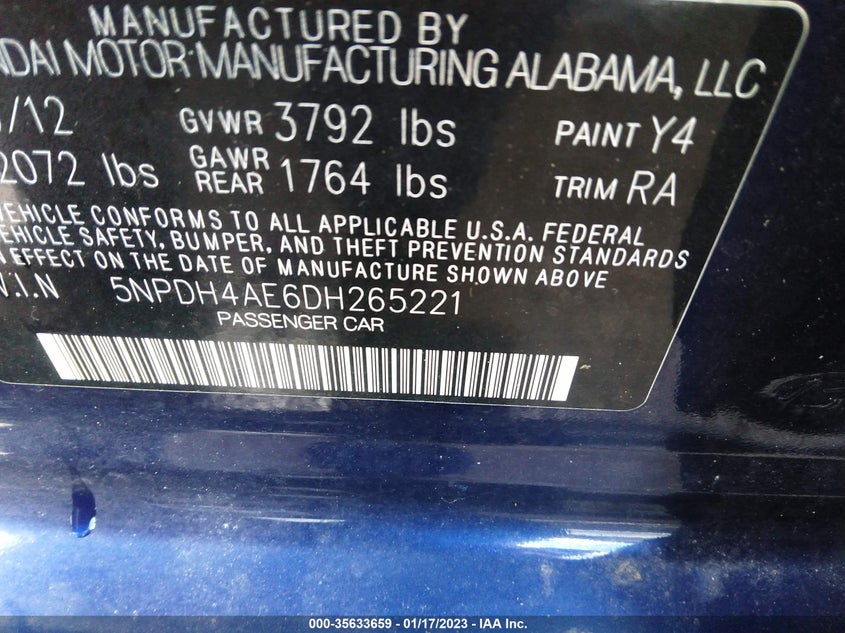 MANUFACTURED BY
NDAI MOTOR MANUFACTURING ALABAMA, LLC
/12 GVWR 3792 lbs PAINT Y4
2072 lbs GAWR REAR 1764 lbs TRIM RA
VEHICLE CONFORMS TO ALL APPLICABLE U.S.A. FEDERAL
VEHICLE SAFETY, BUMPER, AND THEFT PREVENTION STANDARDS
N EFFECT ON THE DATE OF MANUFACTURE SHOWN ABOVE
V.I.N 5NPDH4AE6DH265221
PASSENGER CAR
000-35633659 - 01/17/2023 - IAA Inc.